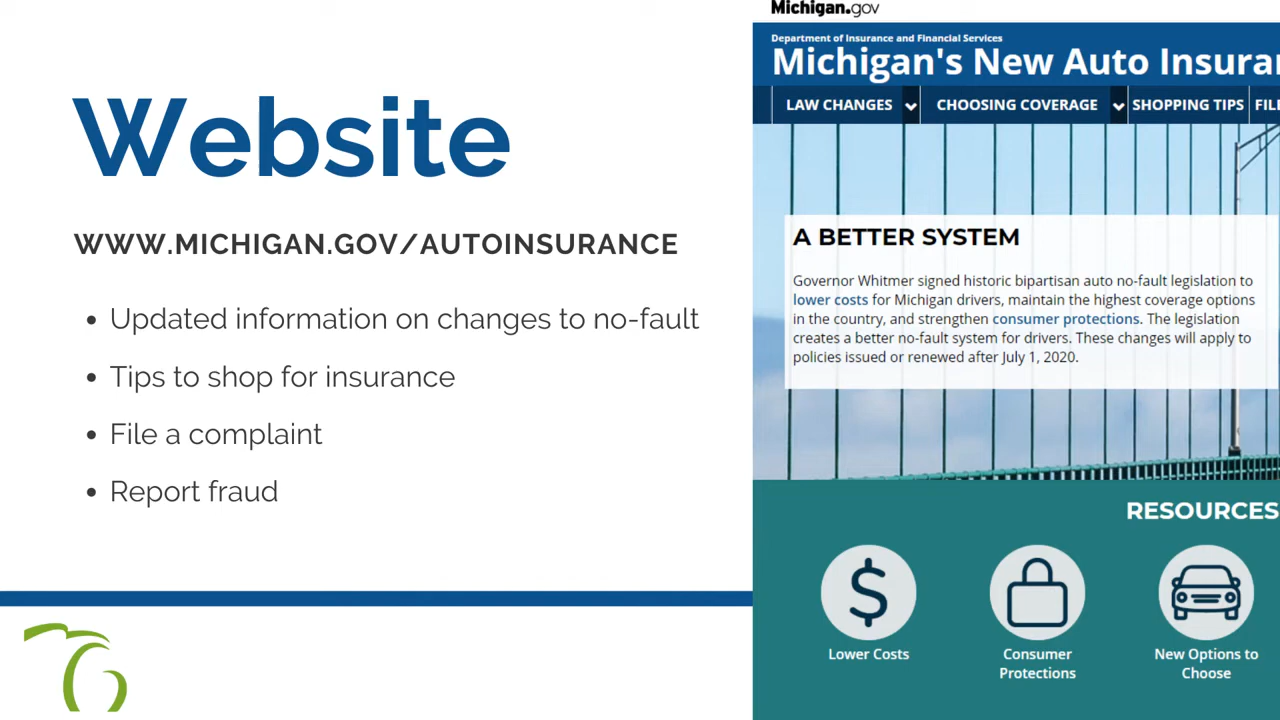 Website
WWW.MICHIGAN.GOV/AUTOINSURANCE
• Updated information on changes to no-fault
• Tips to shop for insurance
• File a complaint
• Report fraud
Michigan.gov
Department of Insurance and Financial Services
Michigan's New Auto Insura
LAW CHANGES
CHOOSING COVERAGE
SHOPPING TIPS
FIL
A BETTER SYSTEM
Governor Whitmer signed historic bipartisan auto no-fault legislation to
lower costs for Michigan drivers, maintain the highest coverage options
in the country, and strengthen consumer protections. The legislation
creates a better no-fault system for drivers. These changes will apply to
policies issued or renewed after July 1, 2020.
RESOURCES
Lower Costs
Consumer
Protections
New Options to
Choose